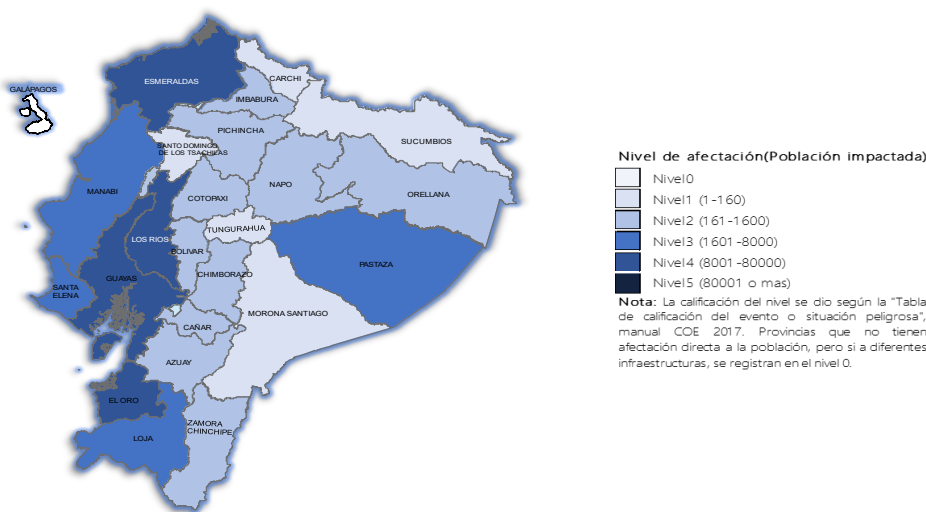 CARCHI
ESMERALDAS
GALÁPAGOS
IMBABURA
PICHINCHA
SUCUMBIOS
SANTO DOMINGO
DE LOS TSACHILAS
MANABI
COTOPAXI
NAPO
ORELLANA
TUNGURAHUA
LOS RIOS
BOLIVAR
PASTAZA
CHIMBORAZO
GUAYAS
SANTA
ELENA
MORONA SANTIAGO
CAÑAR
AZUAY
EL ORO
ZAMORA
CHINCHIPE
LOJA
Nivel de afectación(Población impactada)
Nivel0
Nivel1 (1-160)
Nivel2 (161-1600)
Nivel3 (1601-8000)
Nivel4 (8001-80000)
Nivel5 (80001 o mas)
Nota: La calificación del nivel se dio según la "Tabla
de calificación del evento o situación peligrosa",
manual COE 2017. Provincias que no tienen
afectación directa a la población, pero si a diferentes
infraestructuras, se registran en el nivel 0.